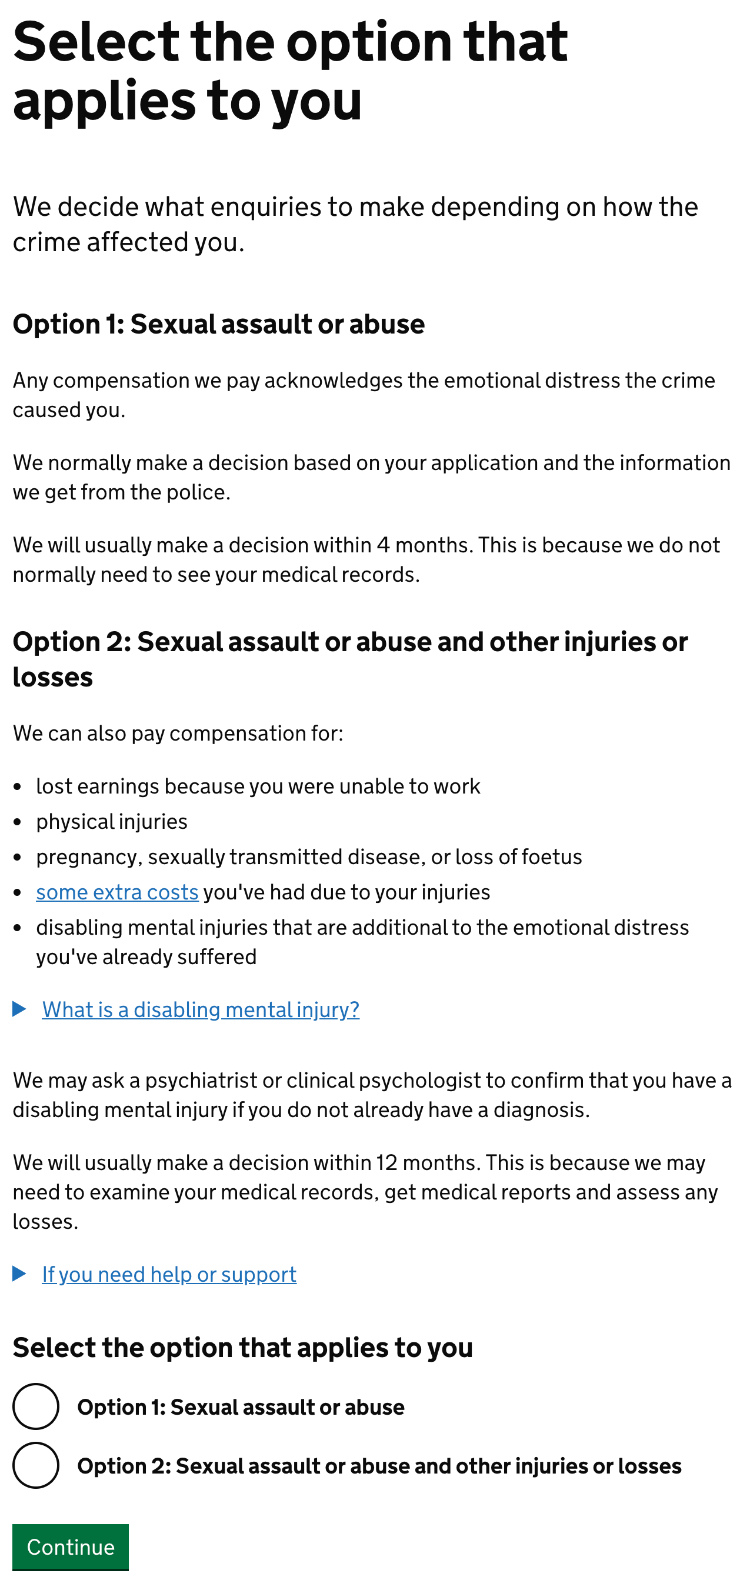 Select the option that
applies to you
We decide what enquiries to make depending on how the
crime affected you.
Option 1: Sexual assault or abuse
Any compensation we pay acknowledges the emotional distress the crime
caused you.
We normally make a decision based on your application and the information
we get from the police.
We will usually make a decision within 4 months. This is because we do not
normally need to see your medical records.
Option 2: Sexual assault or abuse and other injuries or
losses
We can also pay compensation for:
• lost earnings because you were unable to work
• physical injuries
• pregnancy, sexually transmitted disease, or loss of foetus
• some extra costs you've had due to your injuries
• disabling mental injuries that are additional to the emotional distress
you've already suffered
What is a disabling mental injury?
We may ask a psychiatrist or clinical psychologist to confirm that you have a
disabling mental injury if you do not already have a diagnosis.
We will usually make a decision within 12 months. This is because we may
need to examine your medical records, get medical reports and assess any
losses.
If you need help or support
Select the option that applies to you
Option 1: Sexual assault or abuse
Option 2: Sexual assault or abuse and other injuries or losses
Continue